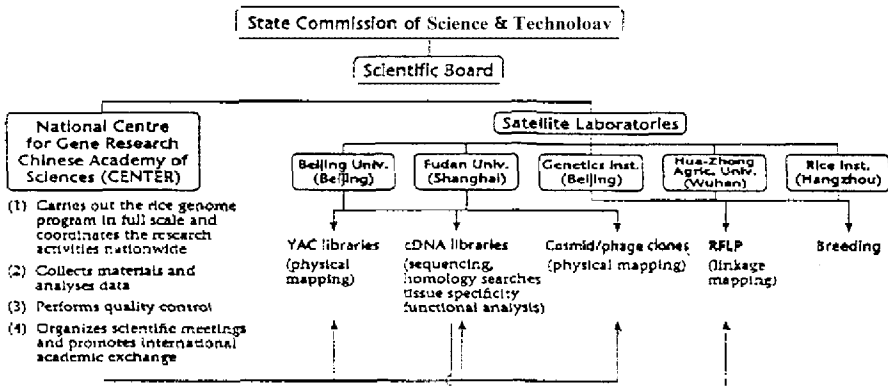 State Commission of Science & Technoloav
Scientific Board
National Centre
for Gene Research
Chinese Academy of
Sciences (CENTER)
(1) Carries out the rice genome
program in full scale and
coordinates the research
activities nationwide
(2) Collects materials and
analyses data
(3) Performs quality control
(4) Organizes scientific meetings
and promotes international
academic exchange
Satellite Laboratories
Beijing Univ.
(Beijing)
Fudan Univ.
(Shanghai)
Genetics Inst.
(Beijing)
Hua-Zhong
Agric. Univ.
(Wuhan)
Rice Inst.
(Hangzhou)
YAC libraries
(physical
mapping)
cDNA libraries
(sequencing,
homology searches
tissue specificity
functional analysis)
Cosmid/phage clones
(physical mapping)
RFLP
(linkage
mapping)
Breeding